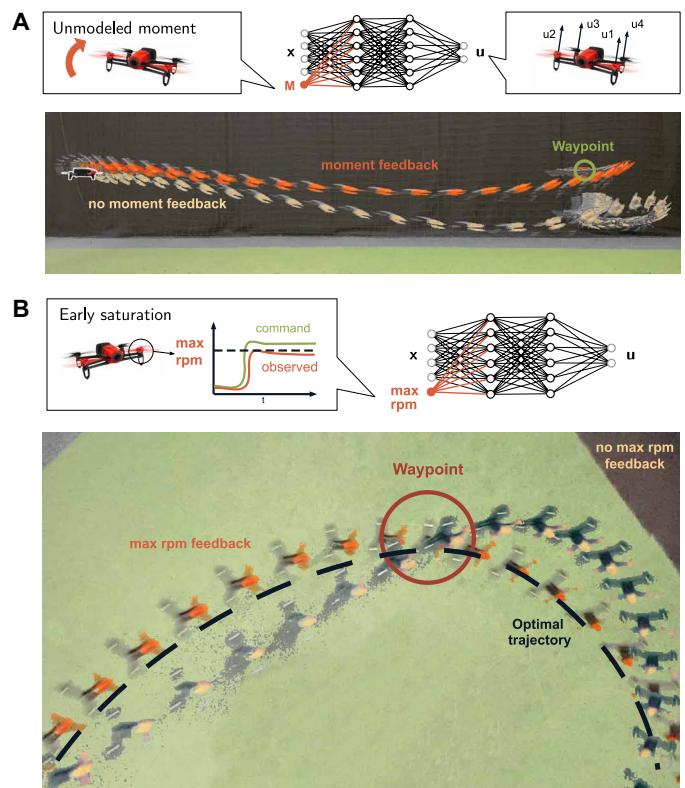 A
Unmodeled moment
x
M
u
u2
u3
u1
u4
Waypoint
moment feedback
no moment feedback
B
Early saturation
max
rpm
command
observed
t
x
max
rpm
u
no max rpm
feedback
Waypoint
max rpm feedback
Optimal
trajectory